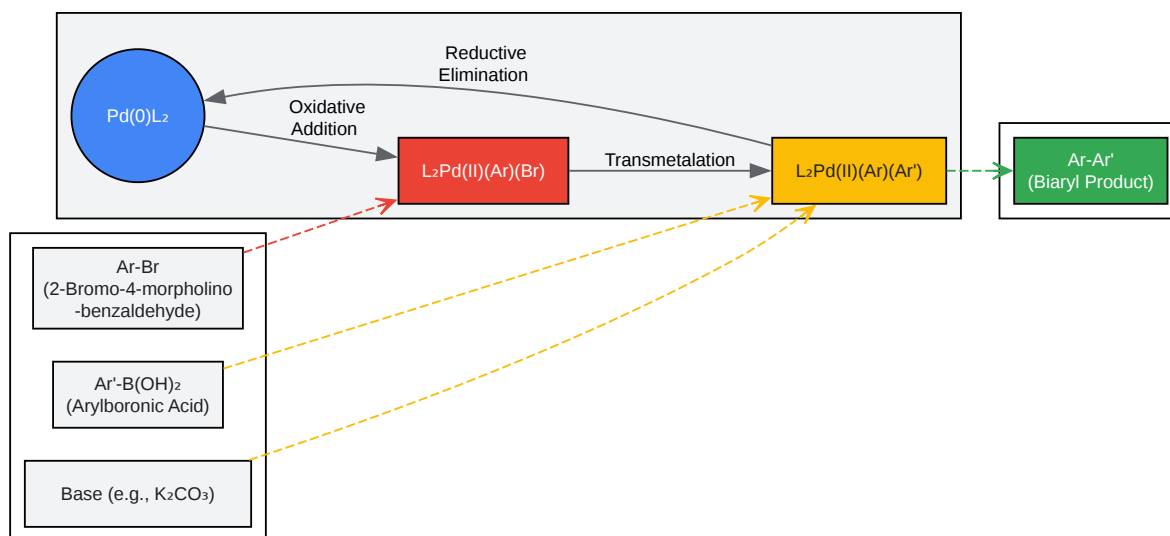 Reductive
Elimination
Pd(0)L₂
Oxidative
Addition
L₂Pd(II)(Ar)(Br)
Transmetalation
L₂Pd(II)(Ar)(Ar')
Ar-Ar'
(Biaryl Product)
Ar-Br
(2-Bromo-4-morpholino
-benzaldehyde)
Ar'-B(OH)₂
(Arylboronic Acid)
Base (e.g., K₂CO₃)